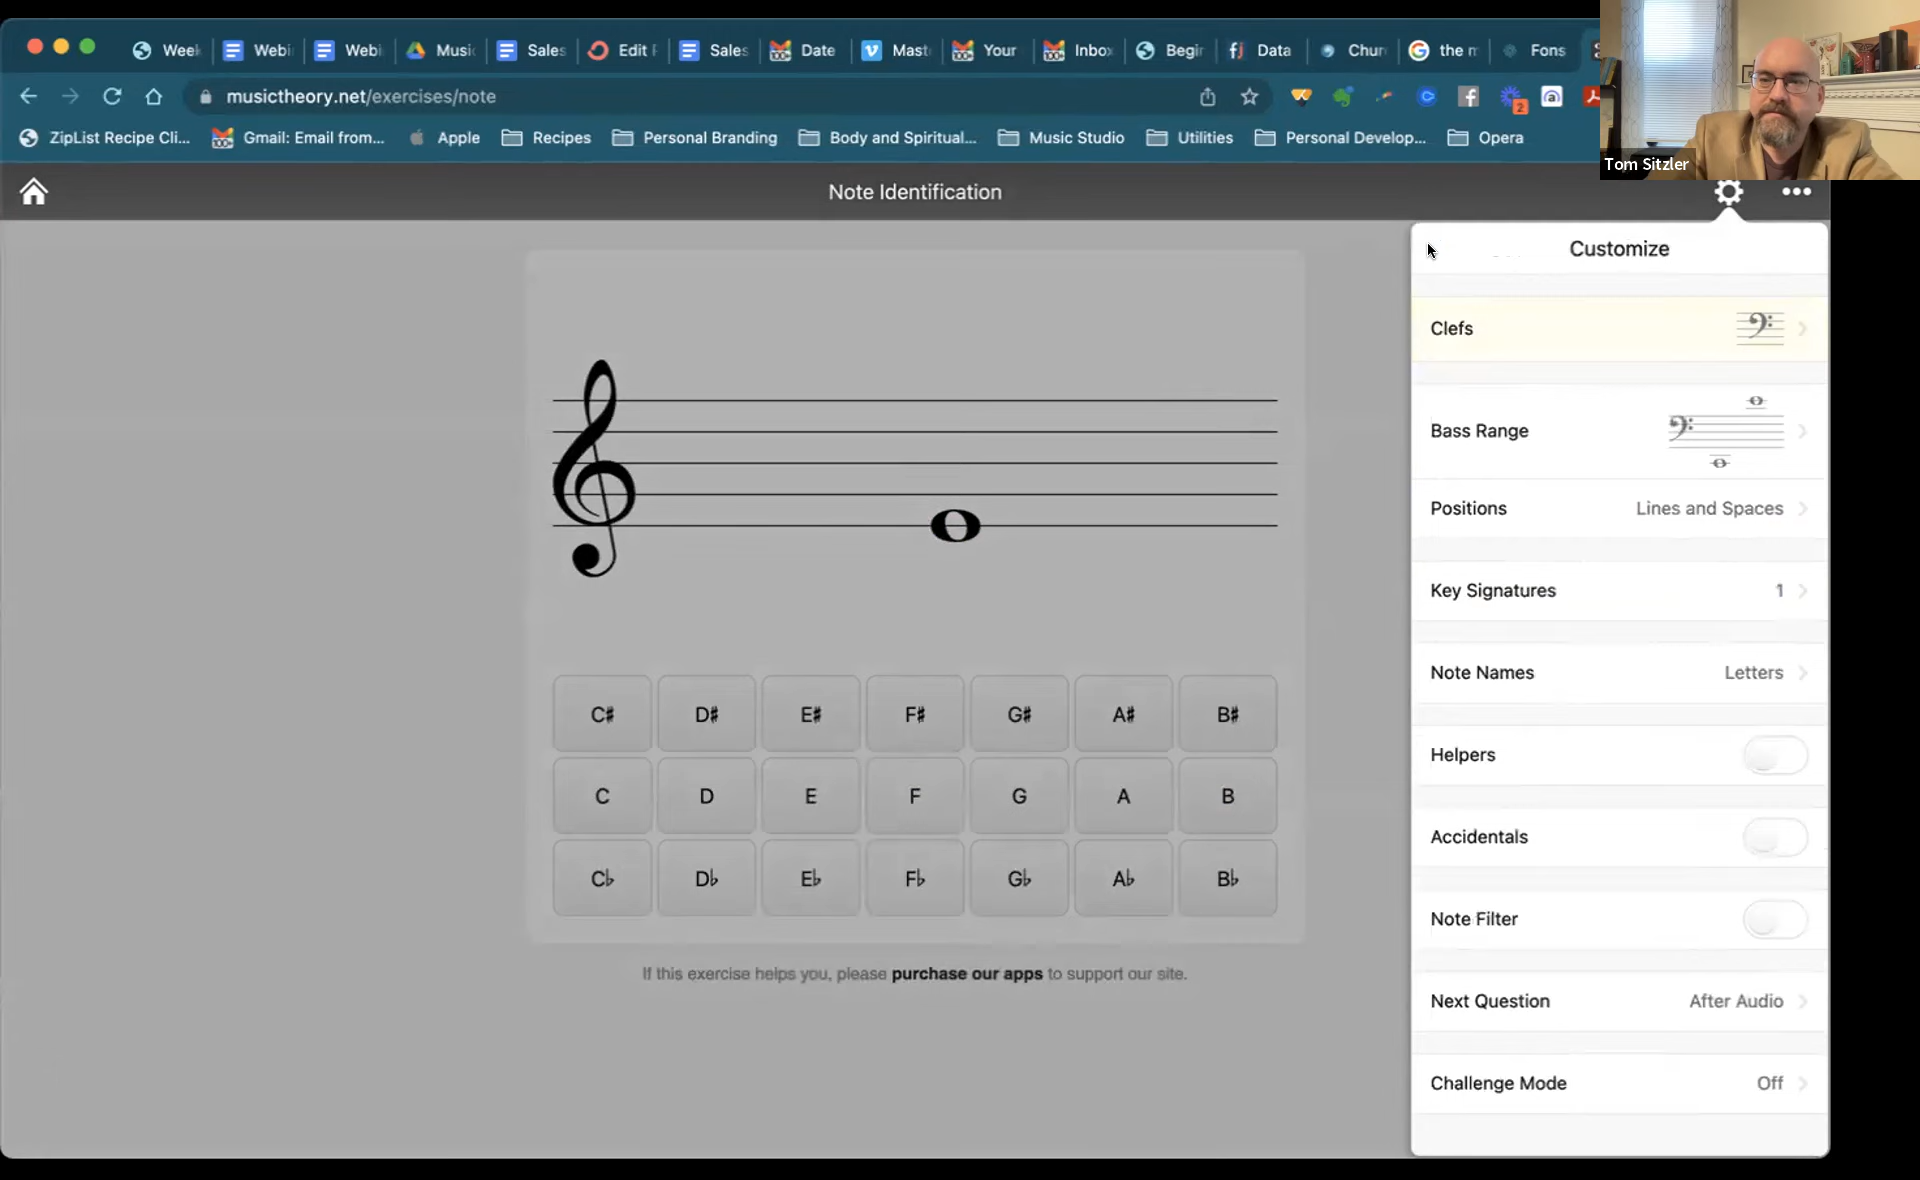 Week Webi Webi Music Sales Edit Sales Date Mast Your Inbox Begin Data Chur the m Fons
musictheory.net/exercises/note
2
ZipList Recipe Cli... Gmail: Email from... Apple Recipes Personal Branding Body and Spiritual... Music Studio Utilities Personal Develop... Opera
Tom Sitzler
Note Identification
Customize
Clefs
Bass Range
Positions Lines and Spaces
Key Signatures 1
Note Names Letters
Helpers
Accidentals
Note Filter
Next Question After Audio
Challenge Mode Off
C♯ D♯ E♯ F♯ G♯ A♯ B♯
C D E F G A B
C♭ D♭ E♭ F♭ G♭ A♭ B♭
If this exercise helps you, please purchase our apps to support our site.